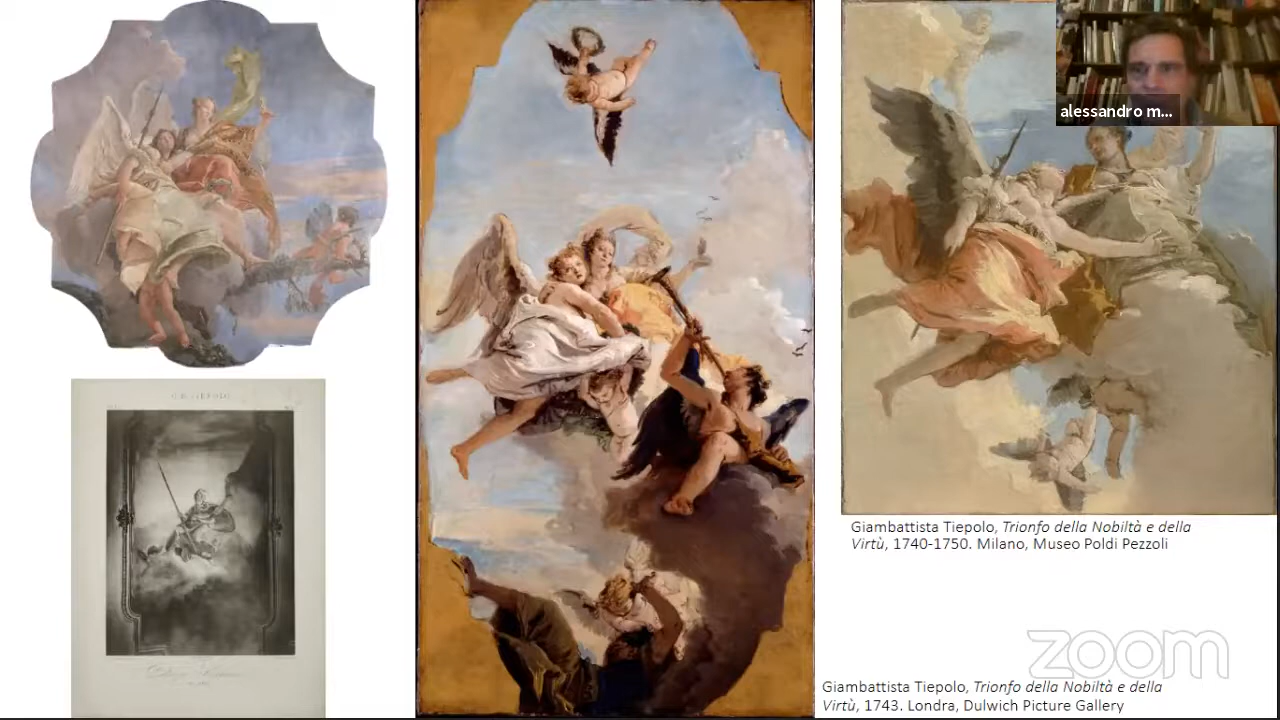 alessandro m...
G. B. TIEPOLO
Giambattista Tiepolo, Trionfo della Nobiltà e della
Virtù, 1740-1750. Milano, Museo Poldi Pezzoli
zoom
Giambattista Tiepolo, Trionfo della Nobiltà e della
Virtù, 1743. Londra, Dulwich Picture Gallery